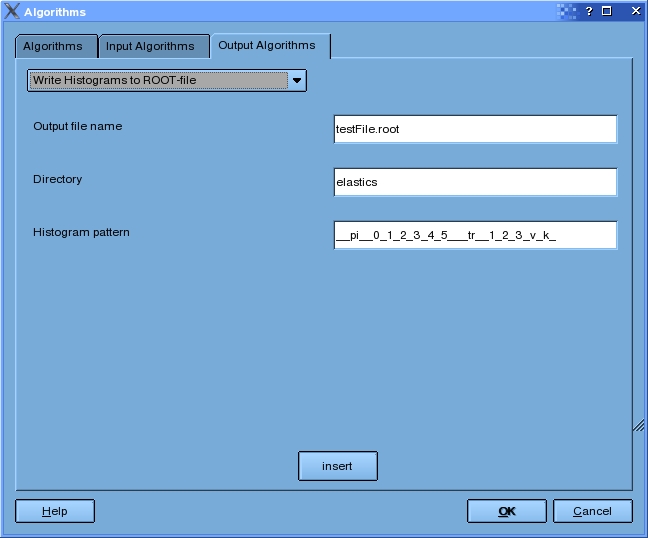 Algorithms
?
Algorithms Input Algorithms Output Algorithms
Write Histograms to ROOT-file
Output file name testFile.root
Directory elastics
Histogram pattern __pi__0_1_2_3_4_5___tr__1_2_3_v_k_
insert
Help OK Cancel